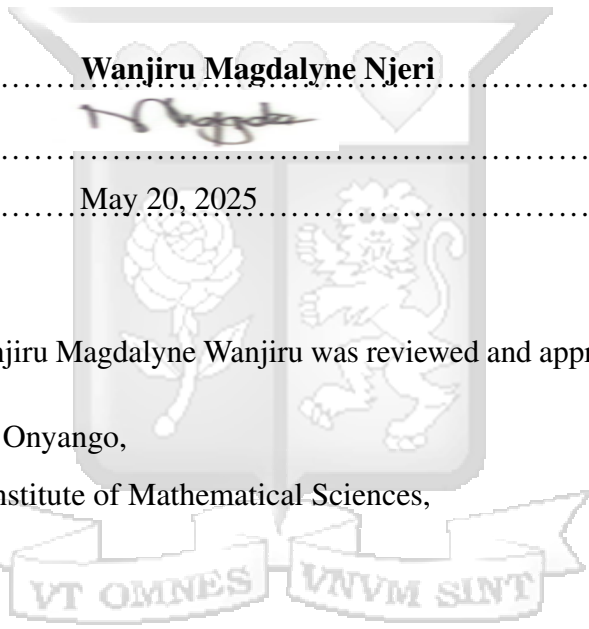 Wanjiru Magdalyne Njeri
May 20, 2025
njiru Magdalyne Wanjiru was reviewed and appr
Onyango,
nstitute of Mathematical Sciences,
VT OMNES VNVM SINT